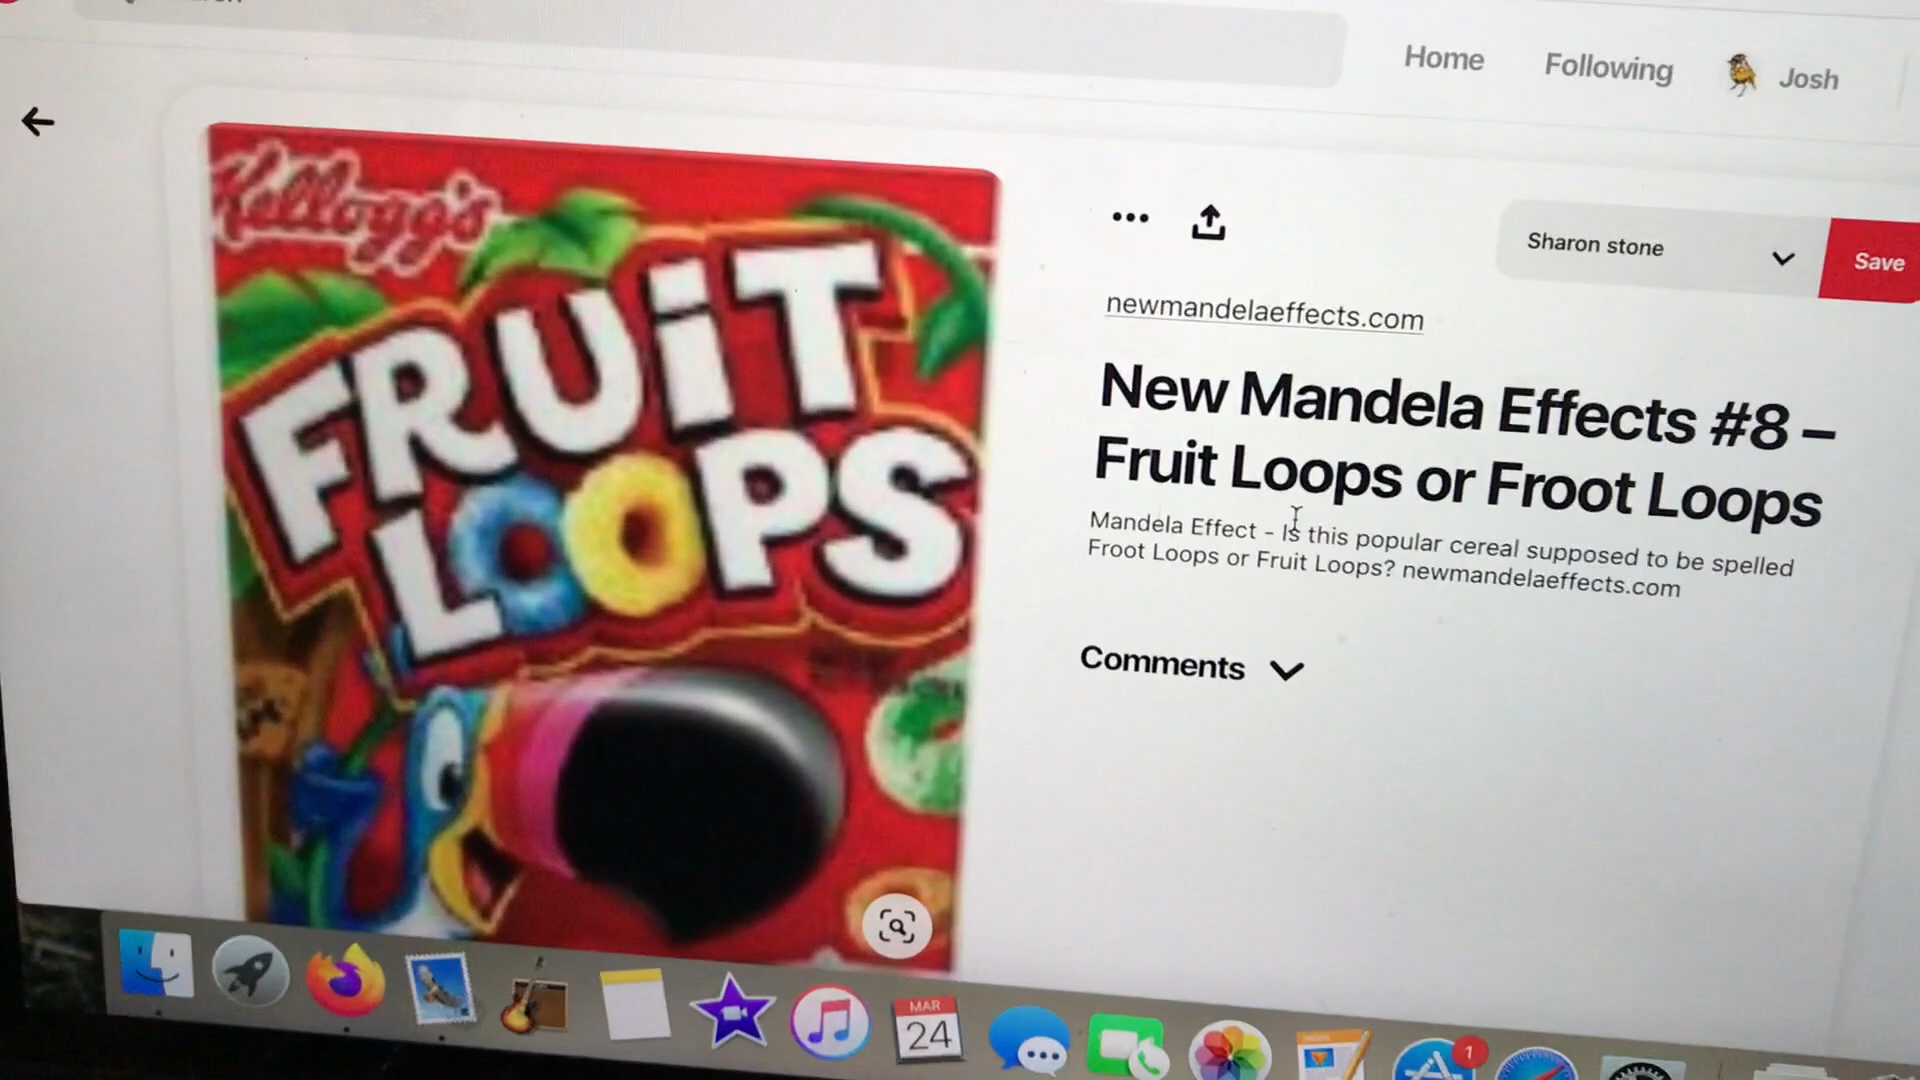 Home
Following
Josh
Kellogg's
FRUiT
LOOPS
Sharon stone
Save
newmandelaeffects.com
New Mandela Effects #8 –
Fruit Loops or Froot Loops
Mandela Effect - Is this popular cereal supposed to be spelled
Froot Loops or Fruit Loops? newmandelaeffects.com
Comments
MAR
24
1